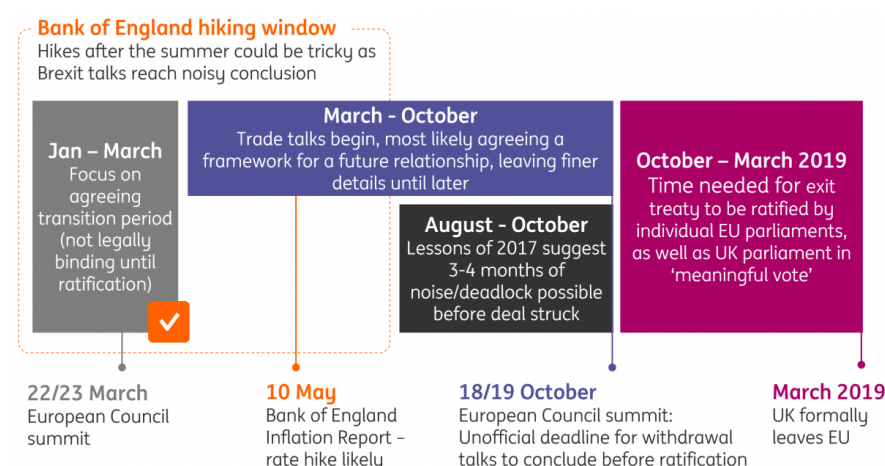 Bank of England hiking window
Hikes after the summer could be tricky as
Brexit talks reach noisy conclusion
Jan – March
Focus on
agreeing
transition period
(not legally
binding until
ratification)
March - October
Trade talks begin, most likely agreeing a
framework for a future relationship, leaving finer
details until later
August - October
Lessons of 2017 suggest
3-4 months of
noise/deadlock possible
before deal struck
October – March 2019
Time needed for exit
treaty to be ratified by
individual EU parliaments,
as well as UK parliament in
‘meaningful vote’
22/23 March
European Council
summit
10 May
Bank of England
Inflation Report –
rate hike likely
18/19 October
European Council summit:
Unofficial deadline for withdrawal
talks to conclude before ratification
March 2019
UK formally
leaves EU